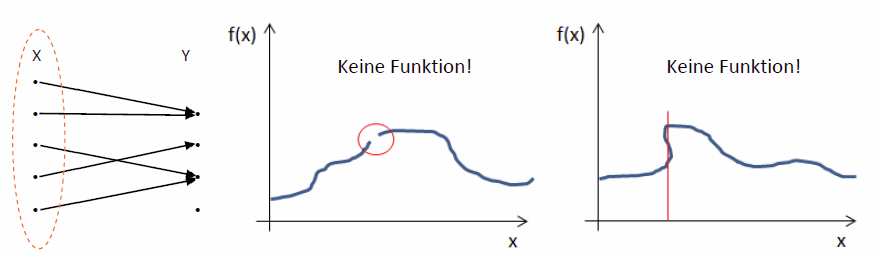 X
Y
f(x)
Keine Funktion!
x
f(x)
Keine Funktion!
x